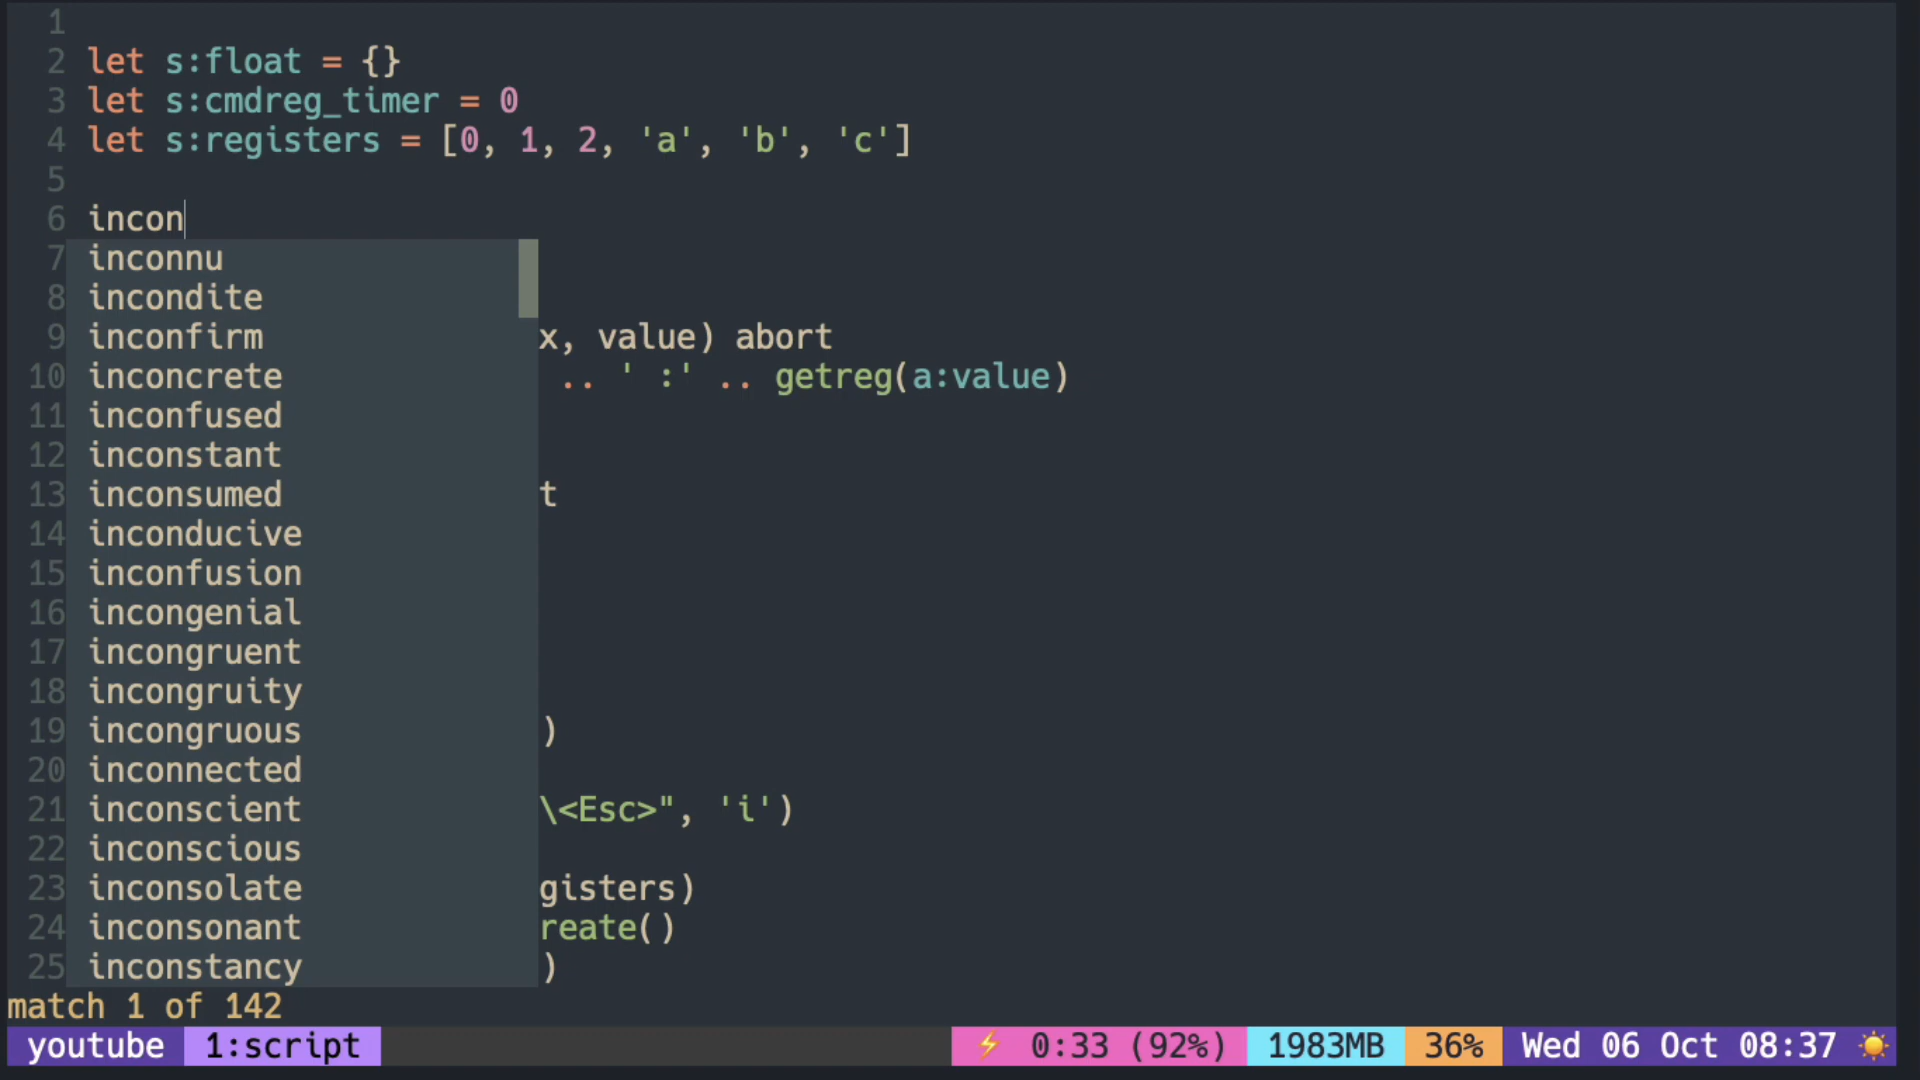 1
2 let s:float = {}
3 let s:cmdreg_timer = 0
4 let s:registers = [0, 1, 2, 'a', 'b', 'c']
5
6 incon
7 inconnu
8 incondite
9 inconfirm x, value) abort
10 inconcrete .. ' :' .. getreg(a:value)
11 inconfused
12 inconstant
13 inconsumed t
14 inconducive
15 inconfusion
16 incongenial
17 incongruent
18 incongruity
19 incongruous )
20 inconnected
21 inconscient \<Esc>", 'i')
22 inconscious
23 inconsolate gisters)
24 inconsonant reate()
25 inconstancy )
match 1 of 142
youtube 1:script ⚡ 0:33 (92%) 1983MB 36% Wed 06 Oct 08:37 ☀️